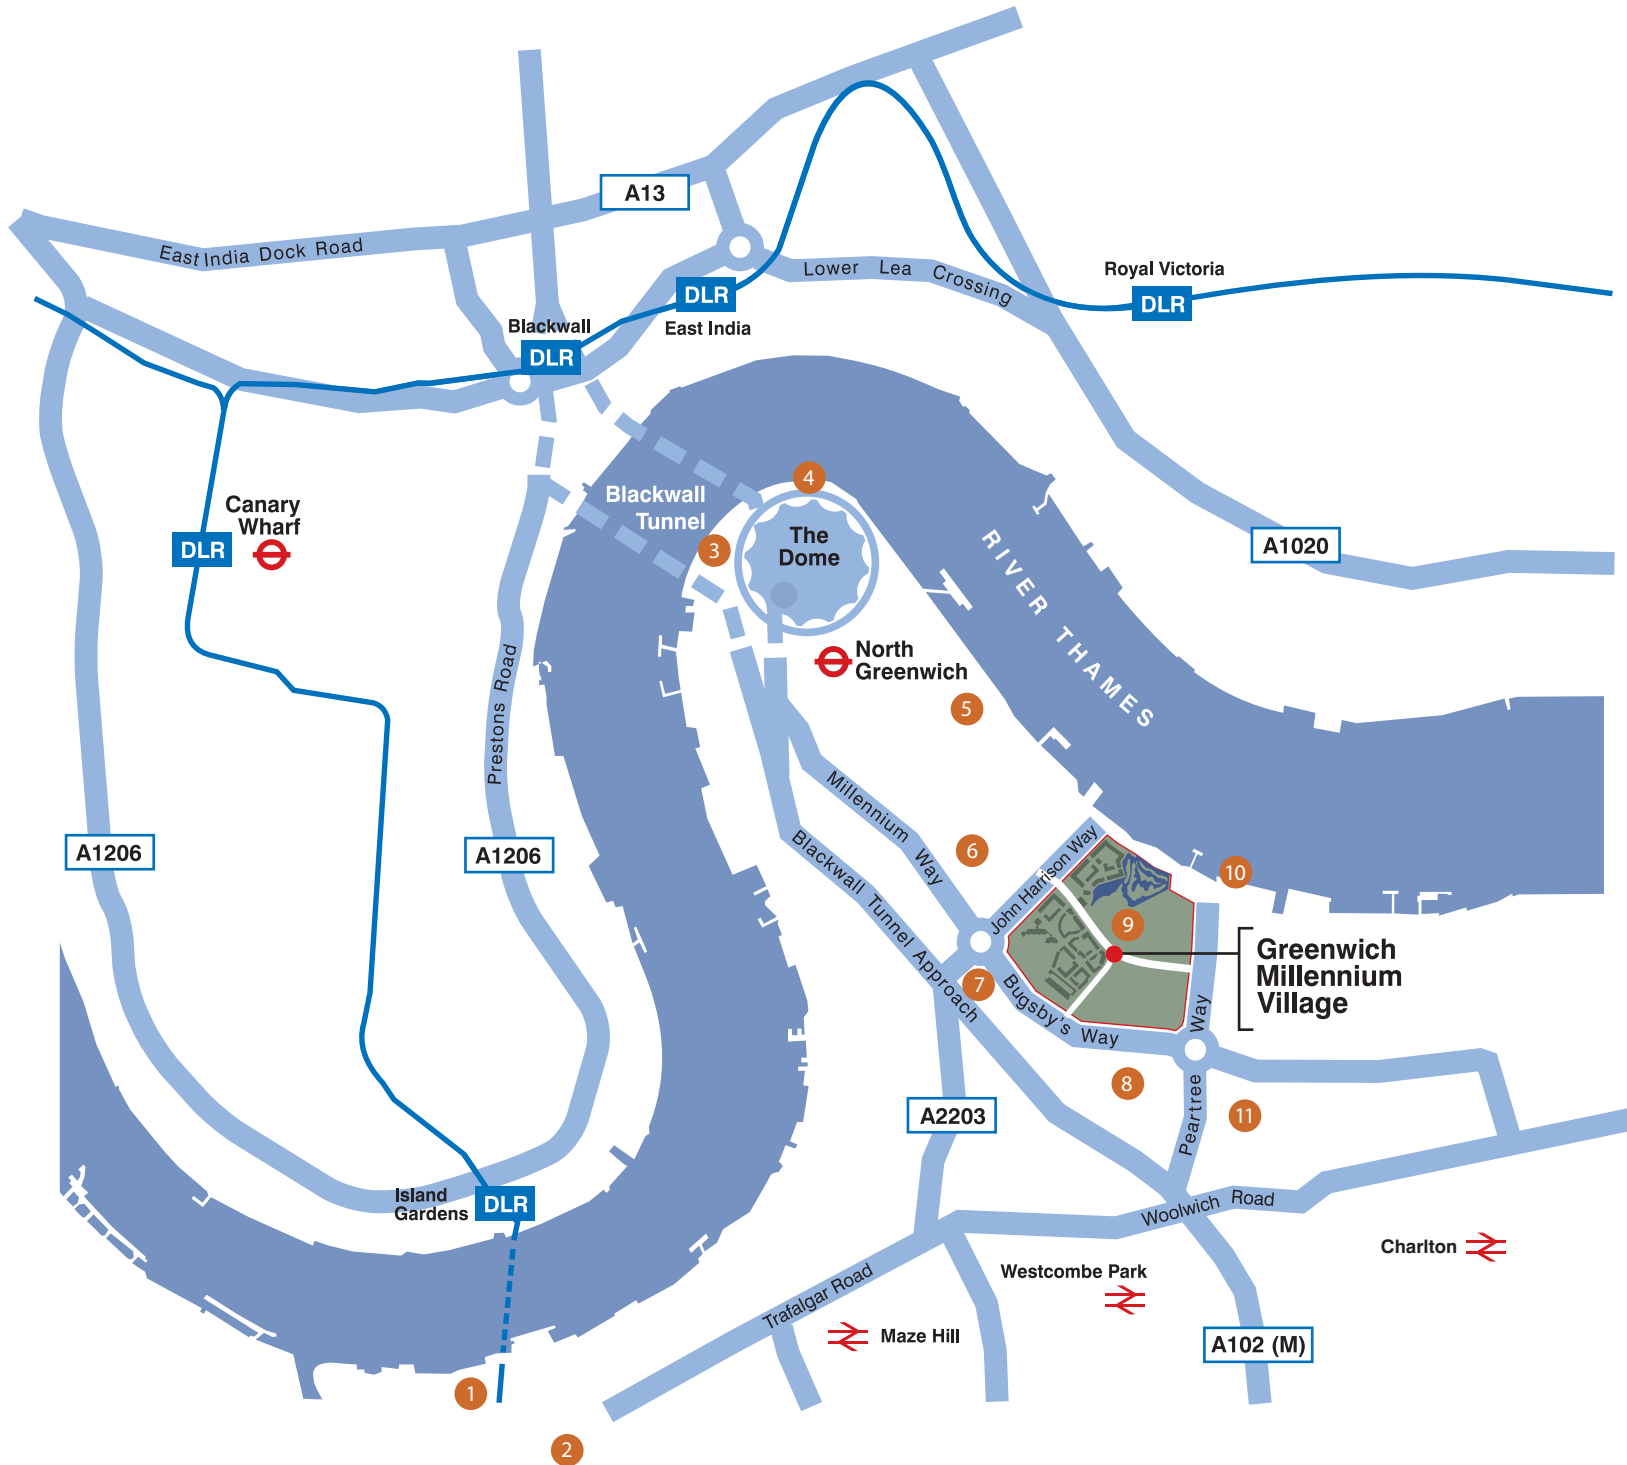 A13
East India Dock Road
Lower Lea Crossing
Royal Victoria
DLR
DLR
East India
Blackwall
DLR
4
Blackwall
Tunnel
Canary
Wharf
DLR
3
The
Dome
A1020
RIVER THAMES
North
Greenwich
5
Prestons Road
Millennium Way
A1206
A1206
Blackwall Tunnel Approach
6
John Harrison Way
10
9
Greenwich
Millennium
Village
7
Bugsby's Way
Peartree Way
8
11
A2203
Island
Gardens
DLR
Woolwich Road
Charlton
Westcombe Park
Trafalgar Road
Maze Hill
A102 (M)
1
2